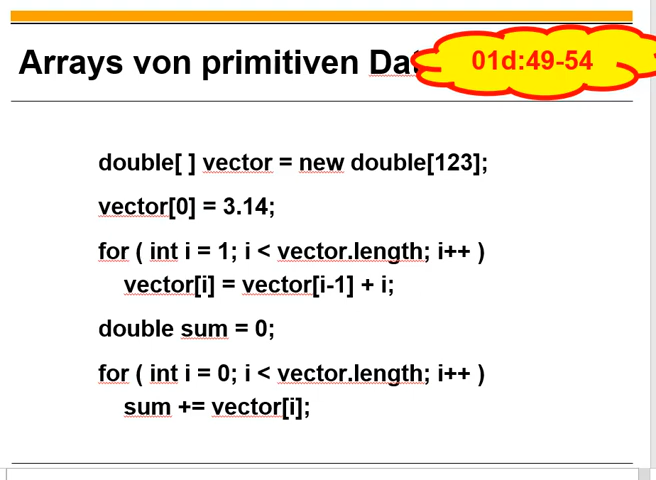 Arrays von primitiven
01d:49-54
double[ ] vector = new double[123];
vector[0] = 3.14;
for ( int i = 1; i < vector.length; i++ )
vector[i] = vector[i-1] + i;
double sum = 0;
for ( int i = 0; i < vector.length; i++ )
sum += vector[i];